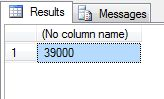 Results Messages
(No column name)
1 39000